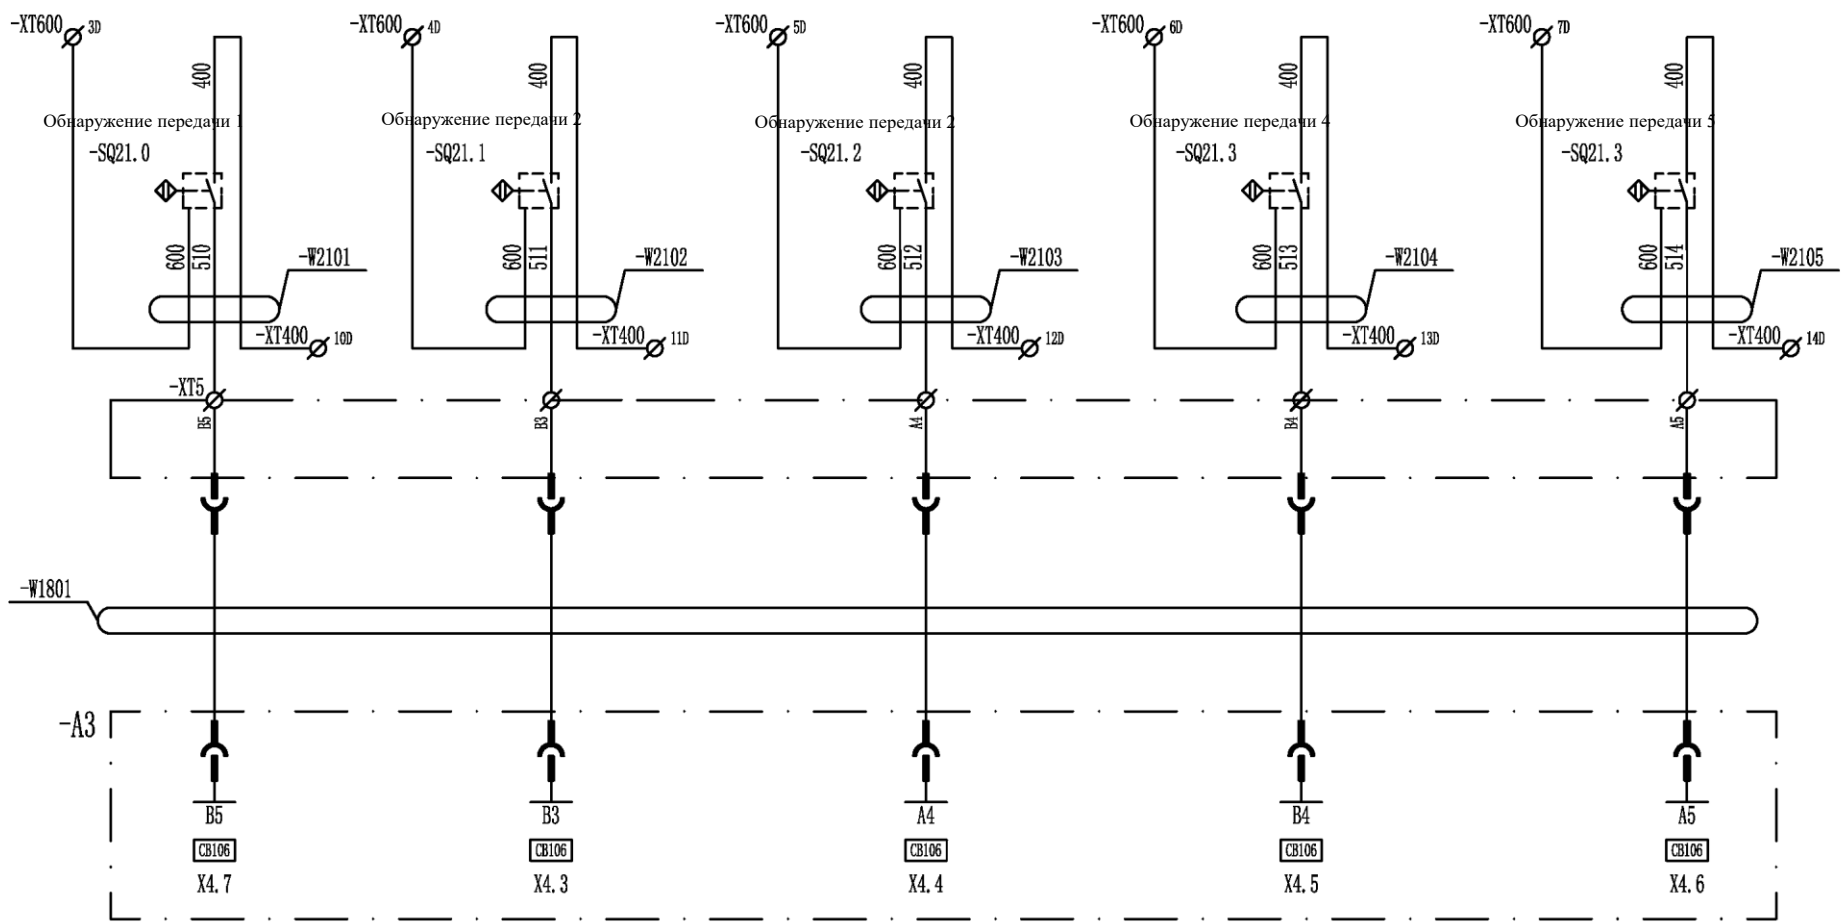 -XT600 3D -XT600 4D -XT600 5D -XT600 6D -XT600 7D
400 400 400 400 400
Обнаружение передачи 1 Обнаружение передачи 2 Обнаружение передачи 2 Обнаружение передачи 4 Обнаружение передачи 5
-SQ21.0 -SQ21.1 -SQ21.2 -SQ21.3 -SQ21.3
600 510 600 511 600 512 600 513 600 514
-W2101 -W2102 -W2103 -W2104 -W2105
-XT400 10D -XT400 11D -XT400 12D -XT400 13D -XT400 14D
-XT5
B5 B3 A4 B4 A5
-W1801
-A3
B5 B3 A4 B4 A5
CB106 CB106 CB106 CB106 CB106
X4.7 X4.3 X4.4 X4.5 X4.6